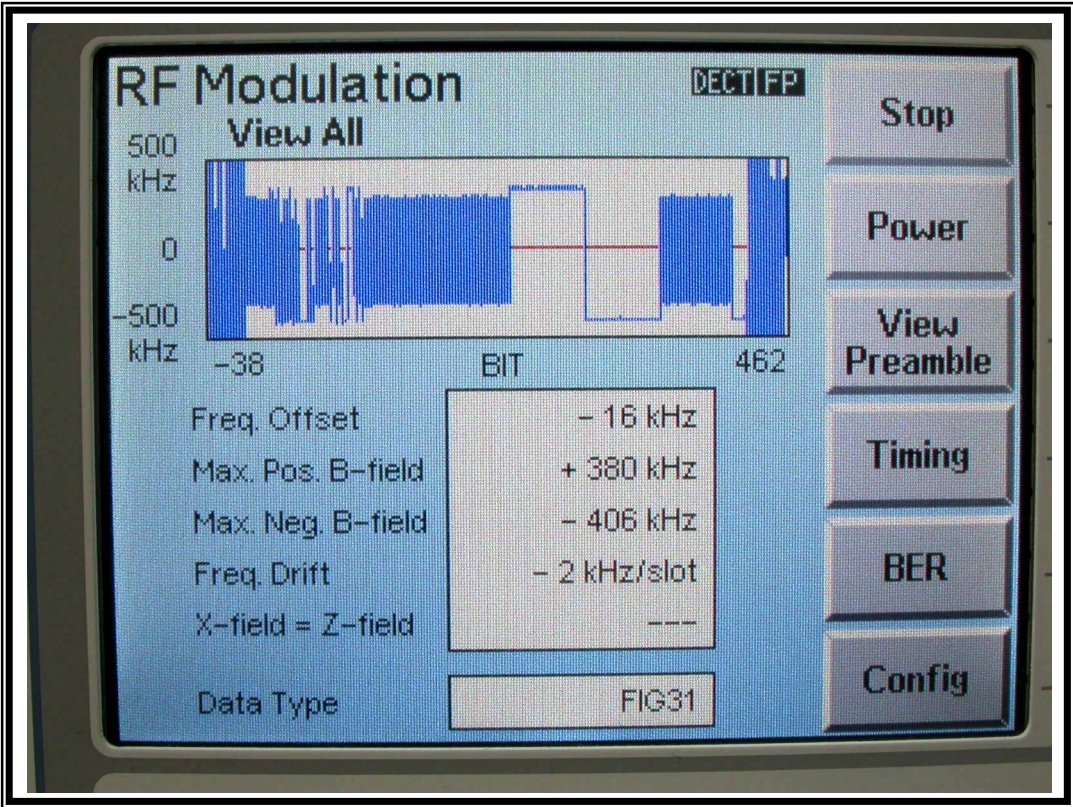 RF Modulation
DECT FP
View All
500
kHz
0
-500
kHz
-38
BIT
462
Freq. Offset
- 16 kHz
Max. Pos. B-field
+ 380 kHz
Max. Neg. B-field
- 406 kHz
Freq. Drift
- 2 kHz/slot
X-field = Z-field
---
Data Type
FIG31
Stop
Power
View
Preamble
Timing
BER
Config